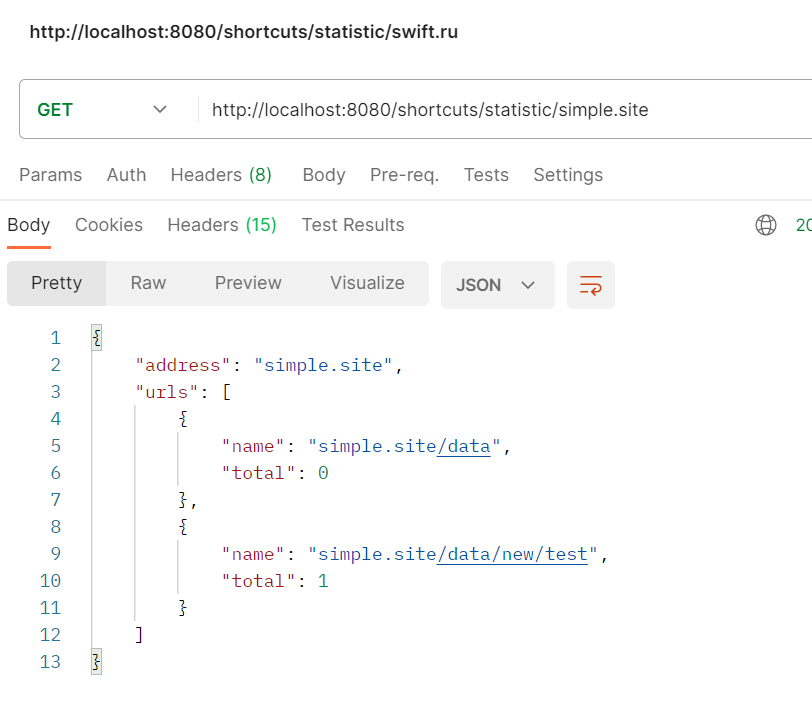 http://localhost:8080/shortcuts/statistic/swift.ru
GET http://localhost:8080/shortcuts/statistic/simple.site
Params Auth Headers (8) Body Pre-req. Tests Settings
Body Cookies Headers (15) Test Results 20
Pretty Raw Preview Visualize JSON
1 {
2 "address": "simple.site",
3 "urls": [
4 {
5 "name": "simple.site/data",
6 "total": 0
7 },
8 {
9 "name": "simple.site/data/new/test",
10 "total": 1
11 }
12 ]
13 }